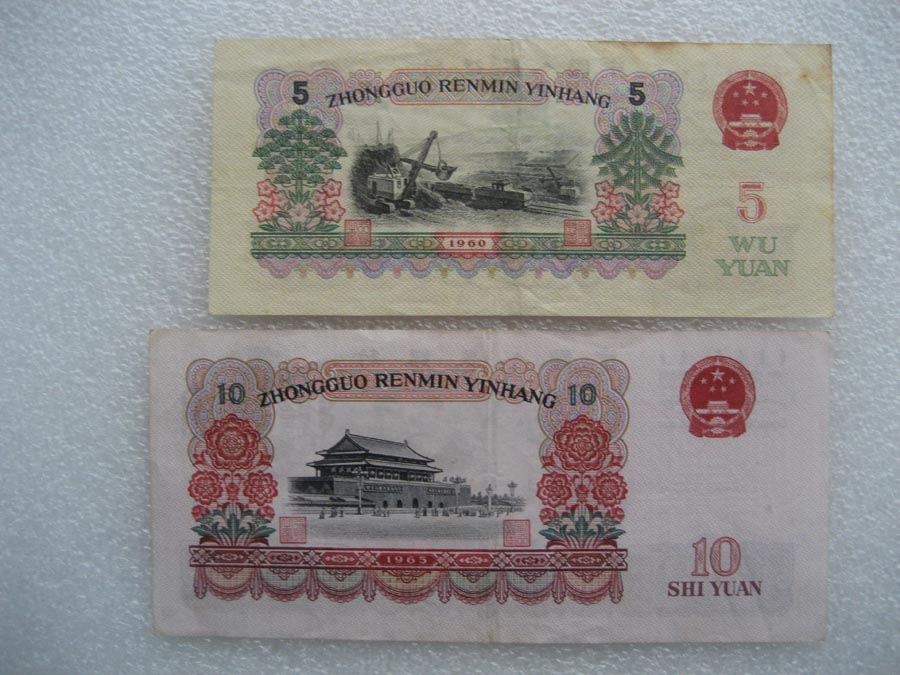 5 ZHONGGUO RENMIN YINHANG 5
1960
5
WU
YUAN
10 ZHONGGUO RENMIN YINHANG 10
1965
10
SHI YUAN